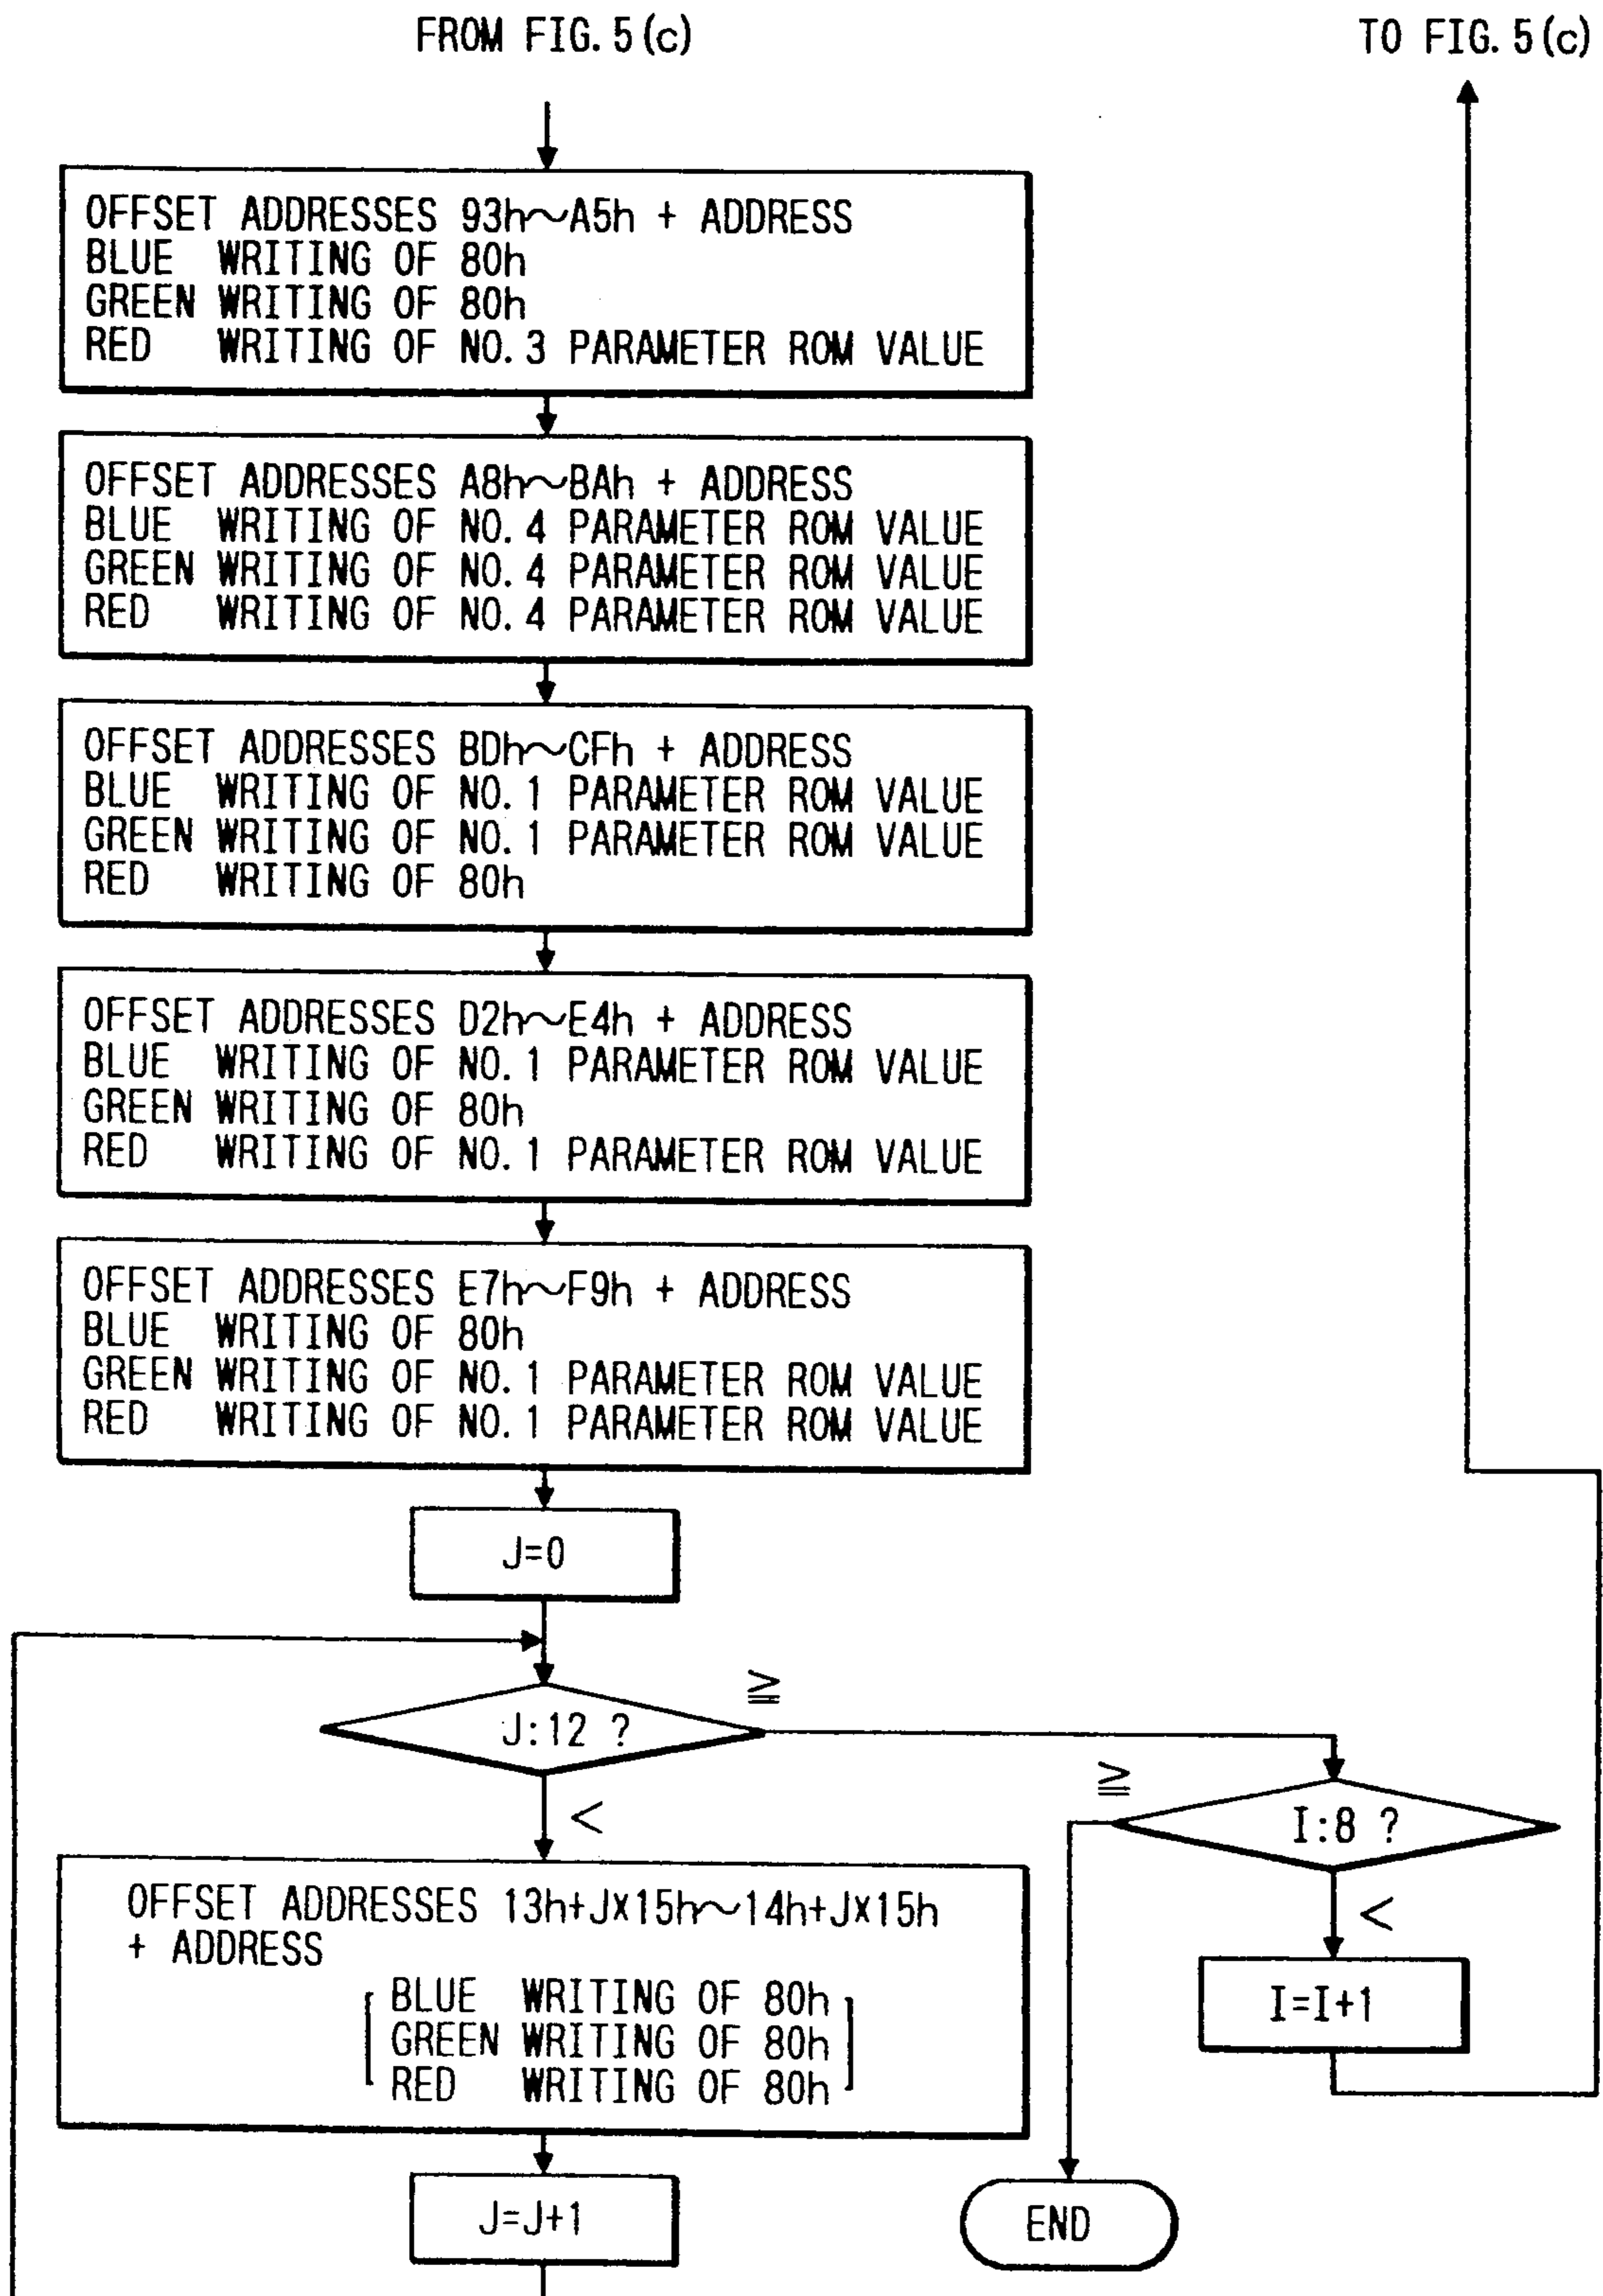 FROM FIG. 5(c)
TO FIG. 5(c)
OFFSET ADDRESSES 93h~A5h + ADDRESS
BLUE WRITING OF 80h
GREEN WRITING OF 80h
RED WRITING OF NO. 3 PARAMETER ROM VALUE
OFFSET ADDRESSES A8h~BAh + ADDRESS
BLUE WRITING OF NO. 4 PARAMETER ROM VALUE
GREEN WRITING OF NO. 4 PARAMETER ROM VALUE
RED WRITING OF NO. 4 PARAMETER ROM VALUE
OFFSET ADDRESSES BDh~CFh + ADDRESS
BLUE WRITING OF NO. 1 PARAMETER ROM VALUE
GREEN WRITING OF NO. 1 PARAMETER ROM VALUE
RED WRITING OF 80h
OFFSET ADDRESSES D2h~E4h + ADDRESS
BLUE WRITING OF NO. 1 PARAMETER ROM VALUE
GREEN WRITING OF 80h
RED WRITING OF NO. 1 PARAMETER ROM VALUE
OFFSET ADDRESSES E7h~F9h + ADDRESS
BLUE WRITING OF 80h
GREEN WRITING OF NO. 1 PARAMETER ROM VALUE
RED WRITING OF NO. 1 PARAMETER ROM VALUE
J=0
≧
J:12 ?
≧
<
I:8 ?
<
OFFSET ADDRESSES 13h+J×15h~14h+J×15h
+ ADDRESS
BLUE WRITING OF 80h
GREEN WRITING OF 80h
RED WRITING OF 80h
I=I+1
J=J+1
END